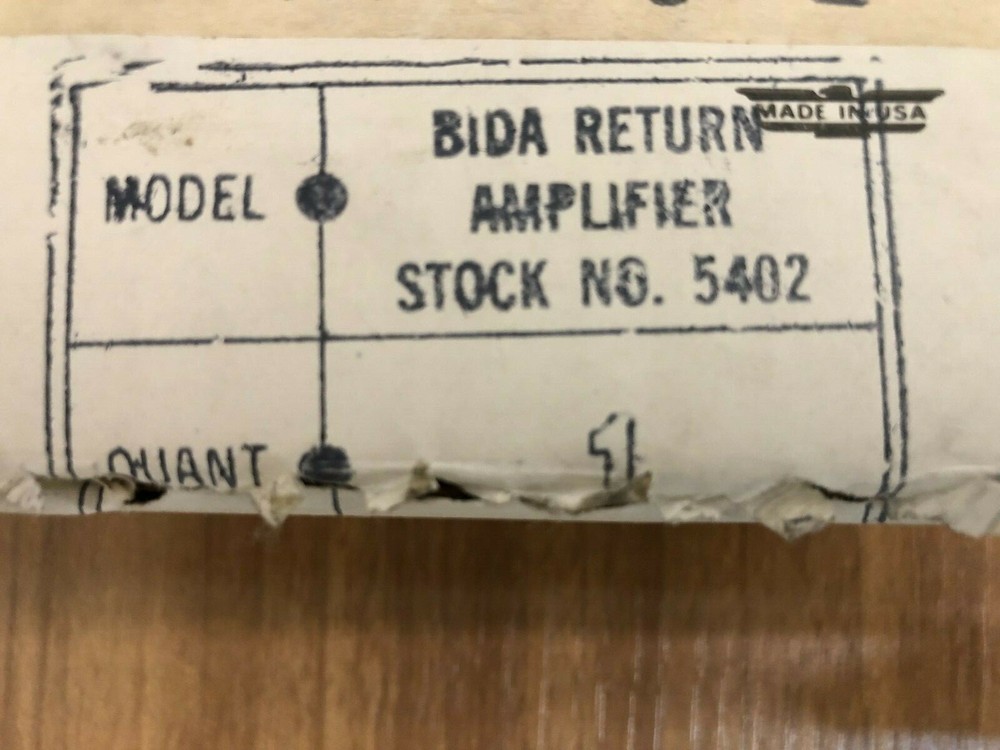 BIDA RETURN
MADE IN USA
MODEL
AMPLIFIER
STOCK NO. 5402
QUANT
1